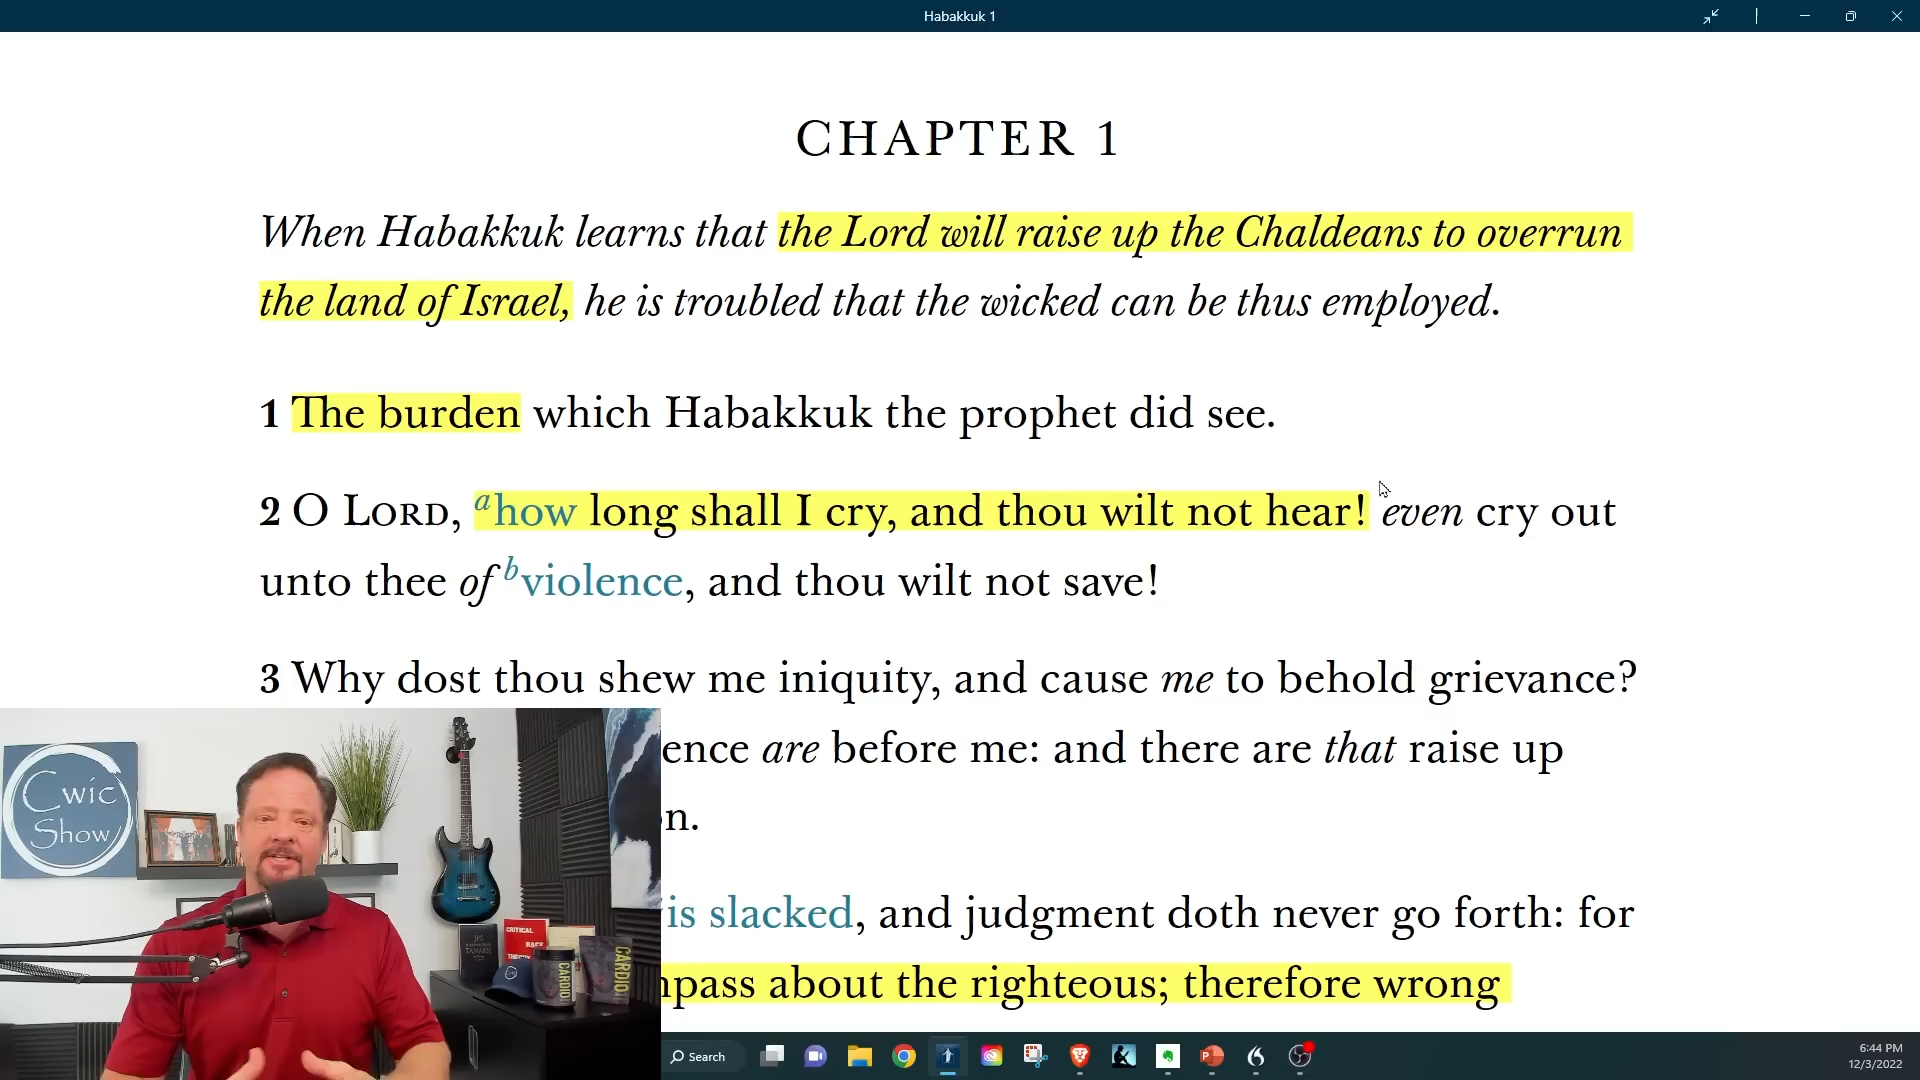 Habakkuk 1
CHAPTER 1
When Habakkuk learns that the Lord will raise up the Chaldeans to overrun
the land of Israel, he is troubled that the wicked can be thus employed.
1 The burden which Habakkuk the prophet did see.
2 O LORD, a how long shall I cry, and thou wilt not hear! even cry out
unto thee of b violence, and thou wilt not save!
3 Why dost thou shew me iniquity, and cause me to behold grievance?
ence are before me: and there are that raise up
n.
is slacked, and judgment doth never go forth: for
pass about the righteous; therefore wrong
Cwic
Show
TANAKH
CRITICAL
RACE
THEORY
CARDIO
CARDIO
Search
6:44 PM
12/3/2022